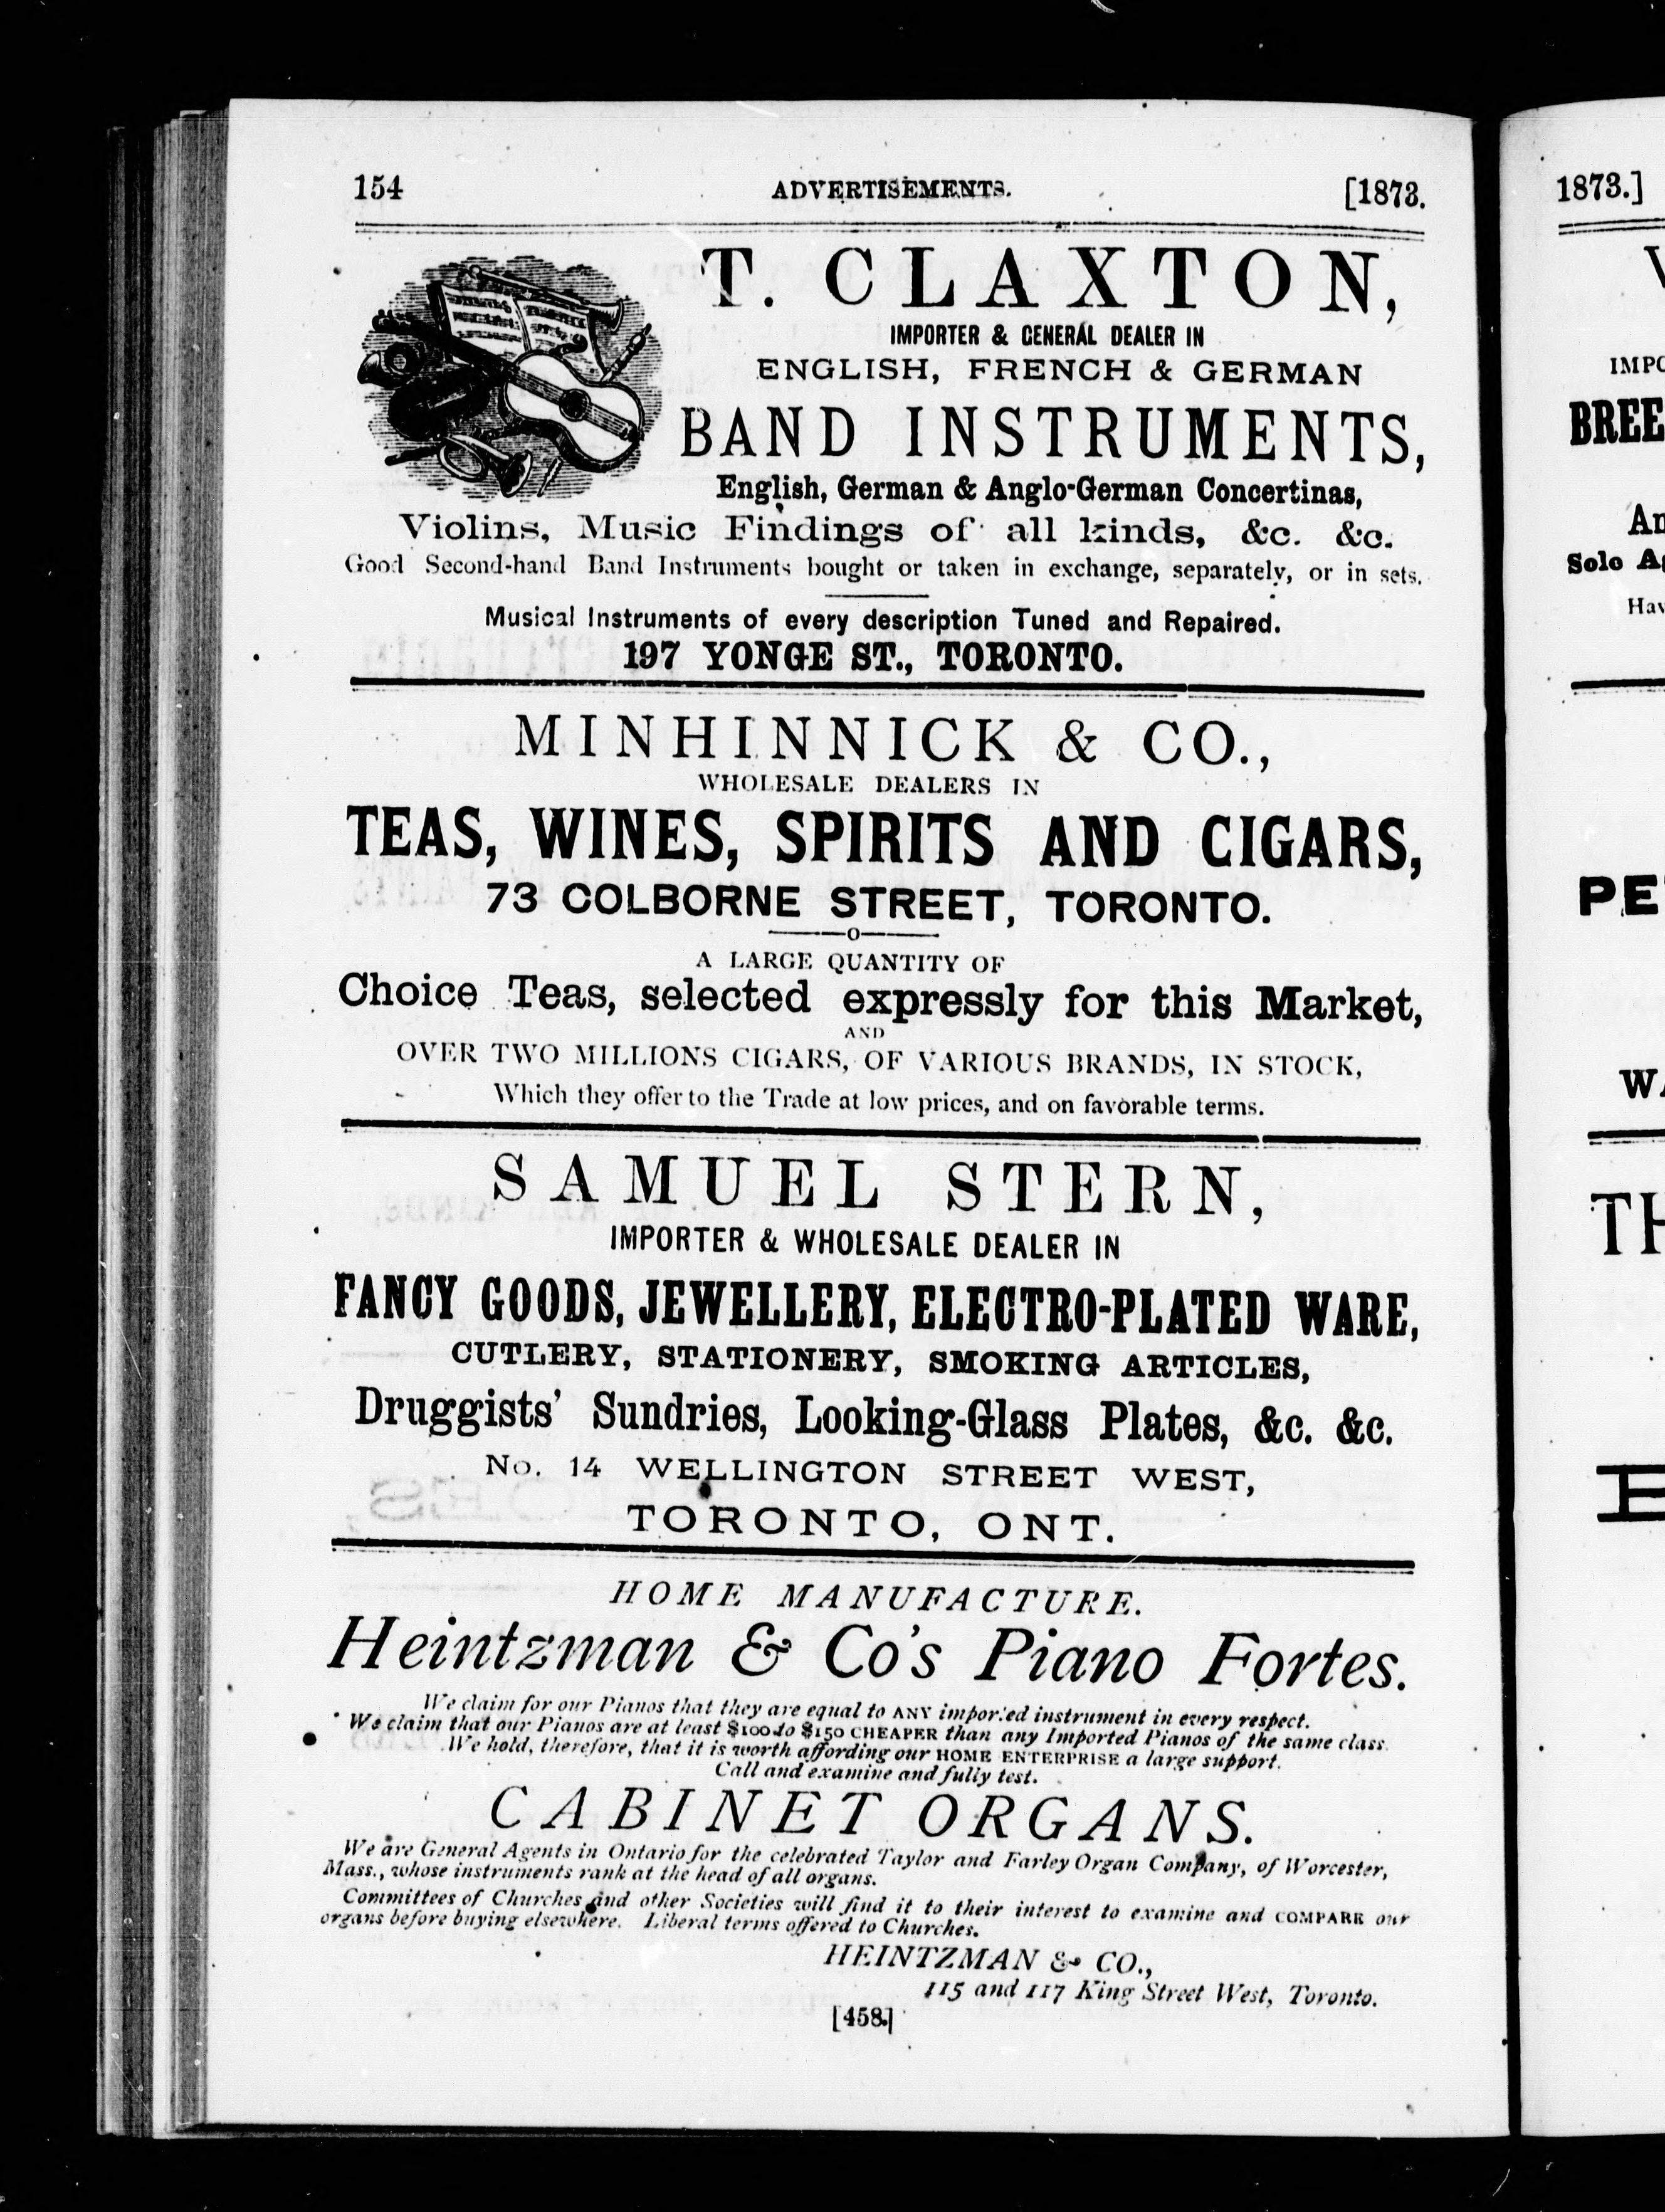 154 ADVERTISEMENTS. [1873.
T. CLAXTON,
IMPORTER & GENERAL DEALER IN
ENGLISH, FRENCH & GERMAN
BAND INSTRUMENTS,
English, German & Anglo-German Concertinas,
Violins, Music Findings of all kinds, &c. &c.
Good Second-hand Band Instruments bought or taken in exchange, separately, or in sets.
Musical Instruments of every description Tuned and Repaired.
197 YONGE ST., TORONTO.
MINHINNICK & CO.,
WHOLESALE DEALERS IN
TEAS, WINES, SPIRITS AND CIGARS,
73 COLBORNE STREET, TORONTO.
A LARGE QUANTITY OF
Choice Teas, selected expressly for this Market,
AND
OVER TWO MILLIONS CIGARS, OF VARIOUS BRANDS, IN STOCK,
Which they offer to the Trade at low prices, and on favorable terms.
SAMUEL STERN,
IMPORTER & WHOLESALE DEALER IN
FANCY GOODS, JEWELLERY, ELECTRO-PLATED WARE,
CUTLERY, STATIONERY, SMOKING ARTICLES,
Druggists' Sundries, Looking-Glass Plates, &c. &c.
No. 14 WELLINGTON STREET WEST,
TORONTO, ONT.
HOME MANUFACTURE.
Heintzman & Co's Piano Fortes.
We claim for our Pianos that they are equal to ANY imported instrument in every respect.
We claim that our Pianos are at least $100 to $150 CHEAPER than any Imported Pianos of the same class.
We hold, therefore, that it is worth affording our HOME ENTERPRISE a large support.
Call and examine and fully test.
CABINET ORGANS.
We are General Agents in Ontario for the celebrated Taylor and Farley Organ Company, of Worcester,
Mass., whose instruments rank at the head of all organs.
Committees of Churches and other Societies will find it to their interest to examine and COMPARE our
organs before buying elsewhere. Liberal terms offered to Churches.
HEINTZMAN & CO.,
115 and 117 King Street West, Toronto.
[458.]
1873.]
IMPO
BREE
An
Sole Ag
Hav
PE
WA
TH